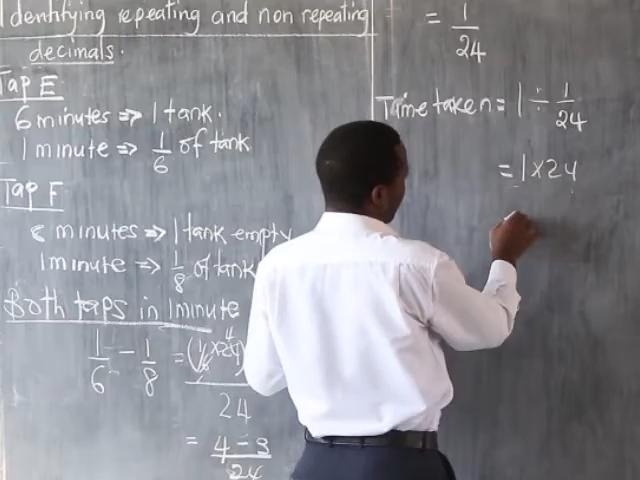 Identifying repeating and non repeating
decimals.
Tap E
6 minutes => 1 tank.
1 minute => 1/6 of tank
Tap F
minutes => 1 tank empty
1 minute => 1/8 of tank
Both taps in 1 minute
1/6 - 1/8 =
24
= 4 - 3
24
= 1/24
Time taken = 1 ÷ 1/24
= 1 x 24